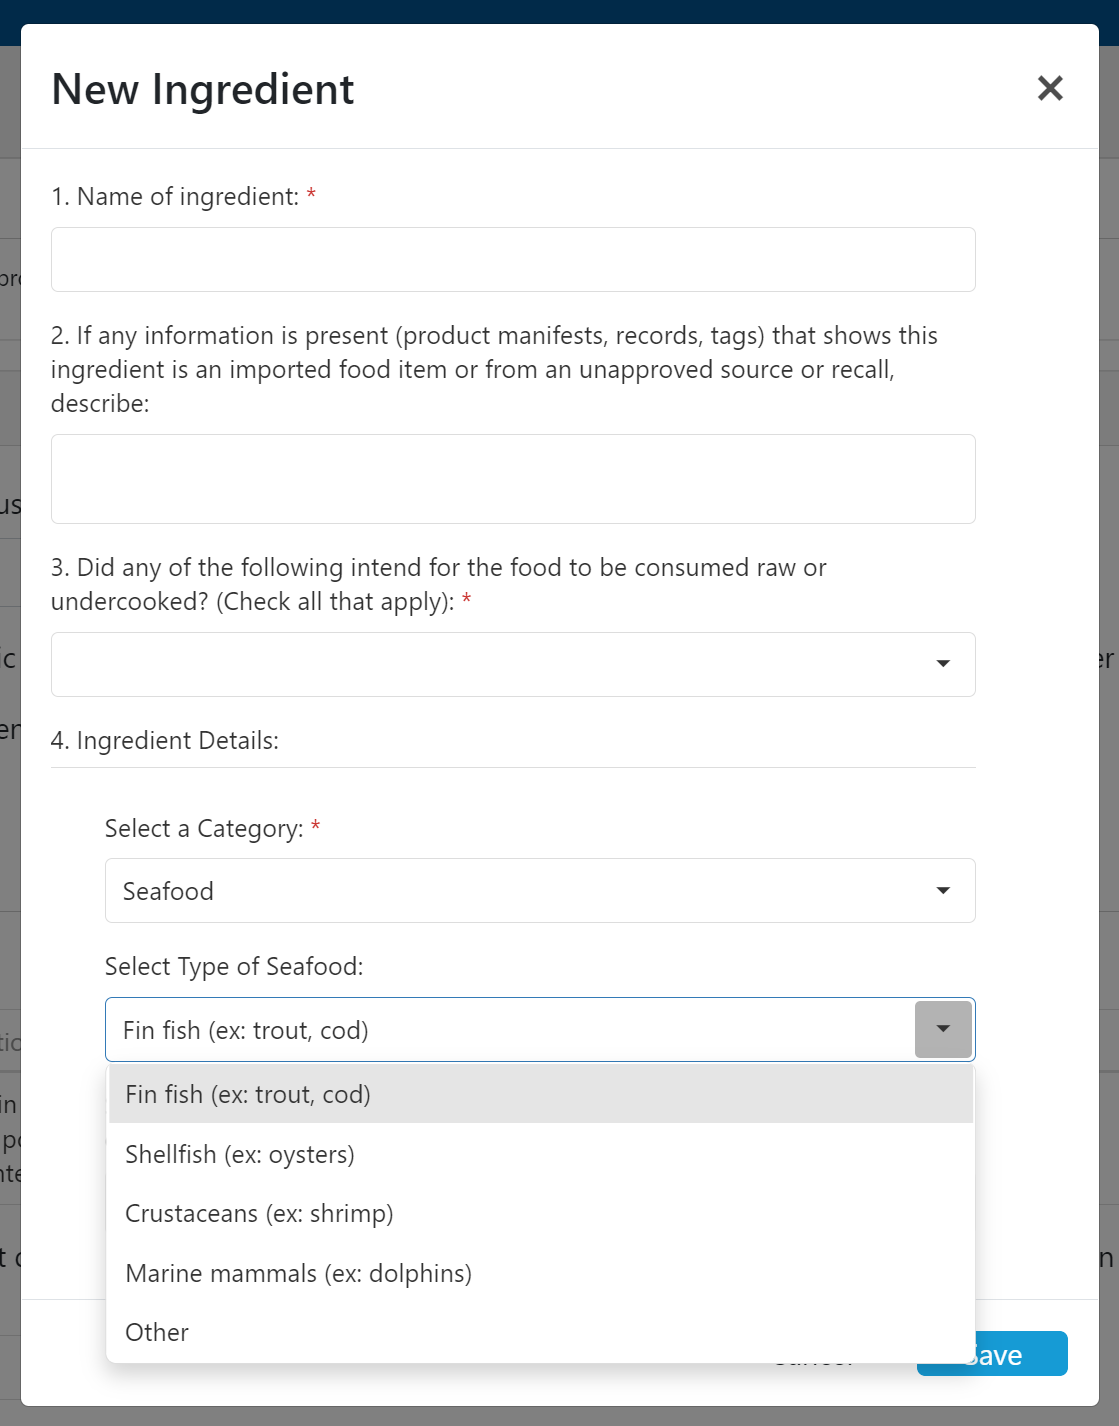 New Ingredient
1. Name of ingredient: *
2. If any information is present (product manifests, records, tags) that shows this
ingredient is an imported food item or from an unapproved source or recall,
describe:
3. Did any of the following intend for the food to be consumed raw or
undercooked? (Check all that apply): *
4. Ingredient Details:
Select a Category: *
Seafood
Select Type of Seafood:
Fin fish (ex: trout, cod)
Fin fish (ex: trout, cod)
Shellfish (ex: oysters)
Crustaceans (ex: shrimp)
Marine mammals (ex: dolphins)
Other
Save